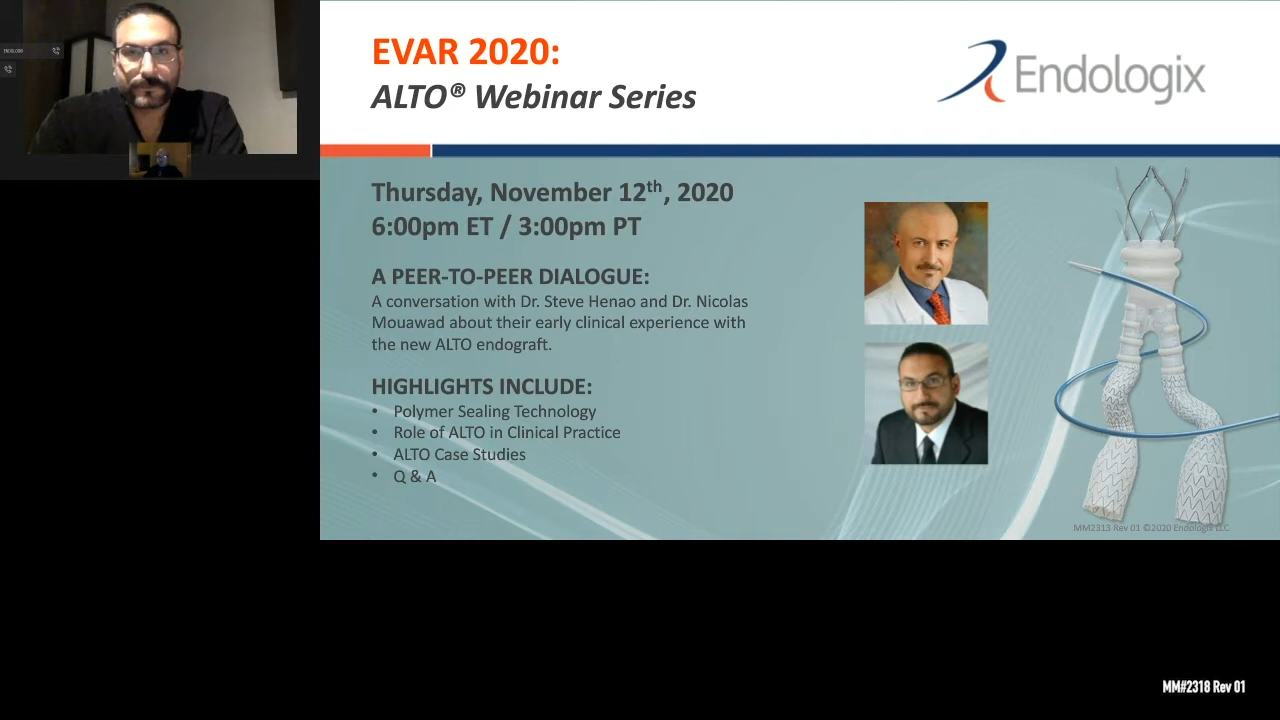 ENDOLOGIX
EVAR 2020:
ALTO® Webinar Series
Endologix
Thursday, November 12th, 2020
6:00pm ET / 3:00pm PT
A PEER-TO-PEER DIALOGUE:
A conversation with Dr. Steve Henao and Dr. Nicolas
Mouawad about their early clinical experience with
the new ALTO endograft.
HIGHLIGHTS INCLUDE:
• Polymer Sealing Technology
• Role of ALTO in Clinical Practice
• ALTO Case Studies
• Q & A
MM2313 Rev 01 ©2020 Endologix LLC
MM#2318 Rev 01